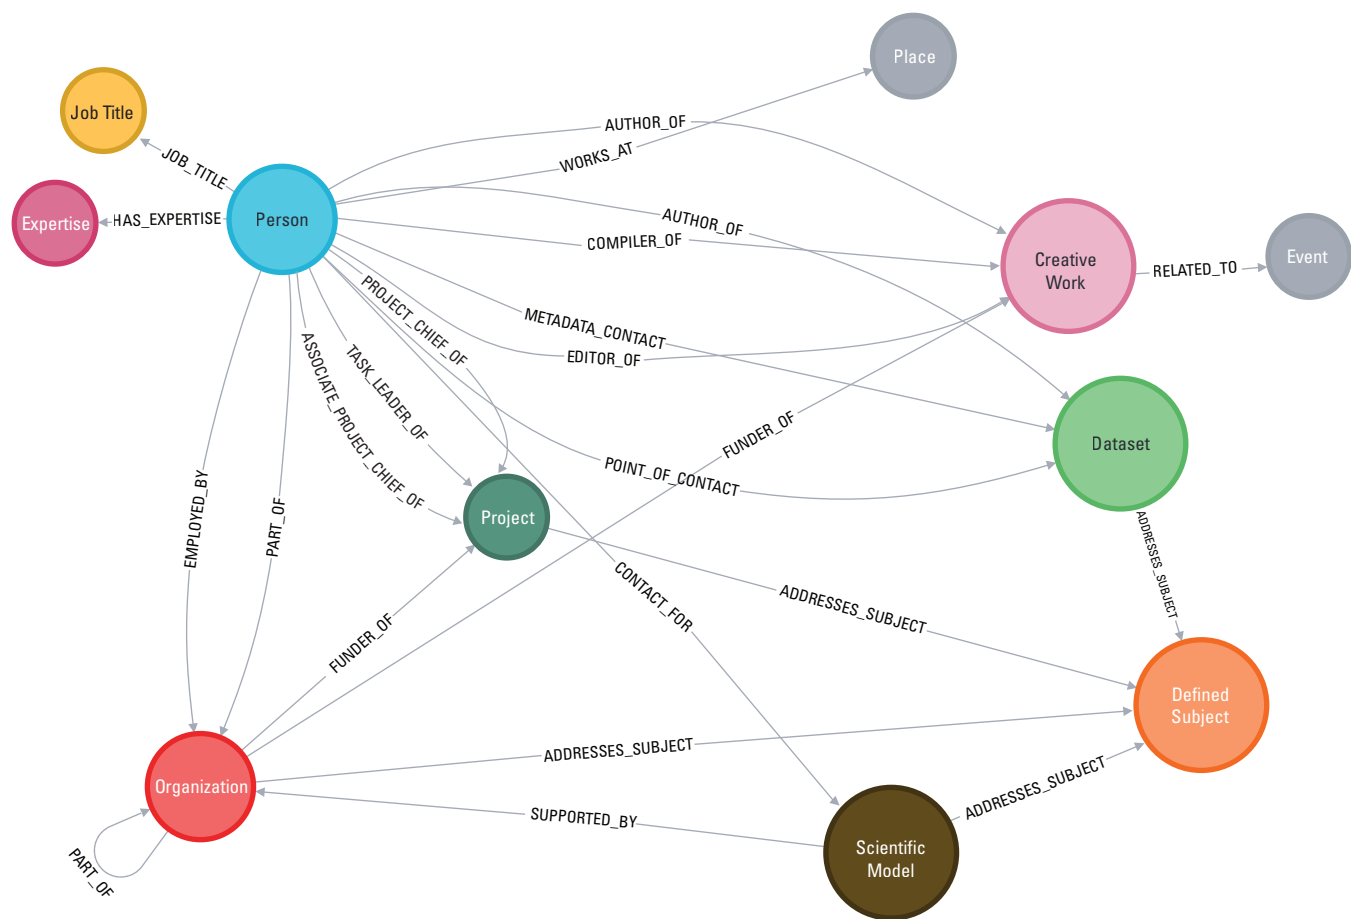 Place
Job Title
AUTHOR_OF
WORKS_AT
JOB_TITLE
Expertise
HAS_EXPERTISE
Person
AUTHOR_OF
COMPILER_OF
Creative
Work
RELATED_TO
Event
PROJECT_CHIEF_OF
METADATA_CONTACT
EDITOR_OF
TASK_LEADER_OF
ASSOCIATE_PROJECT_CHIEF_OF
FUNDER_OF
Dataset
POINT_OF_CONTACT
EMPLOYED_BY
PART_OF
Project
ADDRESSES_SUBJECT
CONTACT_FOR
ADDRESSES_SUBJECT
FUNDER_OF
Defined
Subject
ADDRESSES_SUBJECT
Organization
SUPPORTED_BY
ADDRESSES_SUBJECT
Scientific
Model
PART_OF